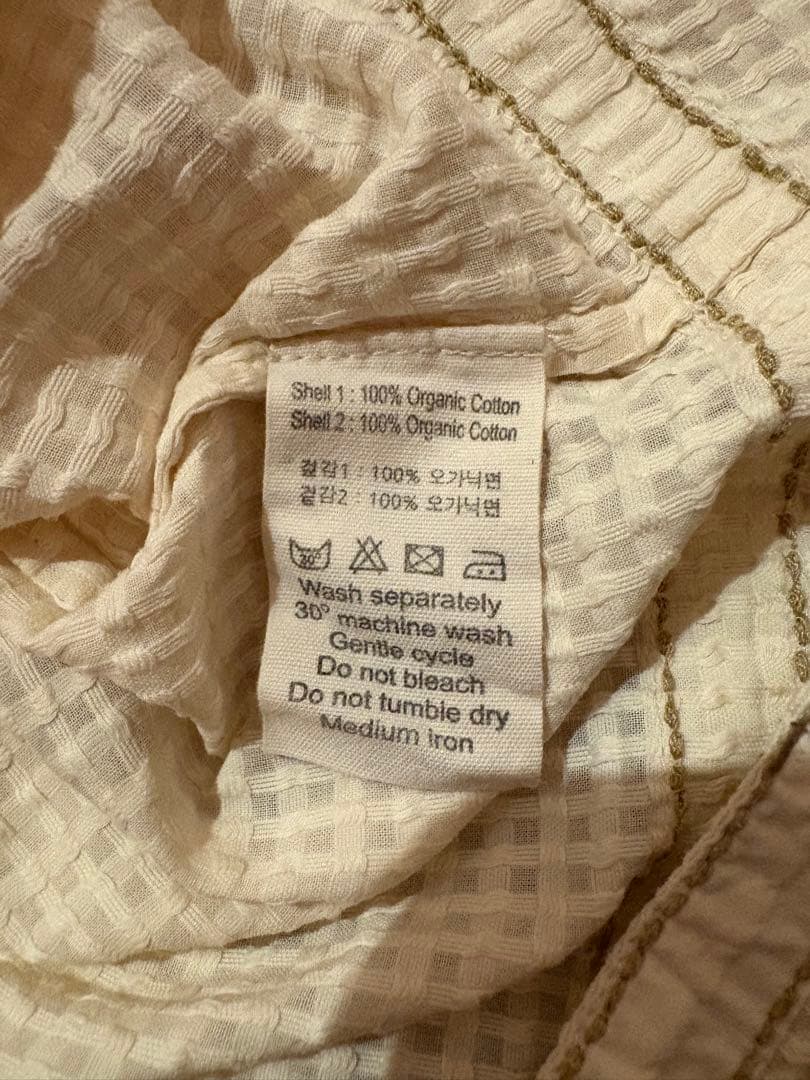 Shell 1 : 100% Organic Cotton
Shell 2 : 100% Organic Cotton
겉감1 : 100% 오가닉면
겉감2 : 100% 오가닉면
30°
Wash separately
30° machine wash
Gentle cycle
Do not bleach
Do not tumble dry
Medium iron